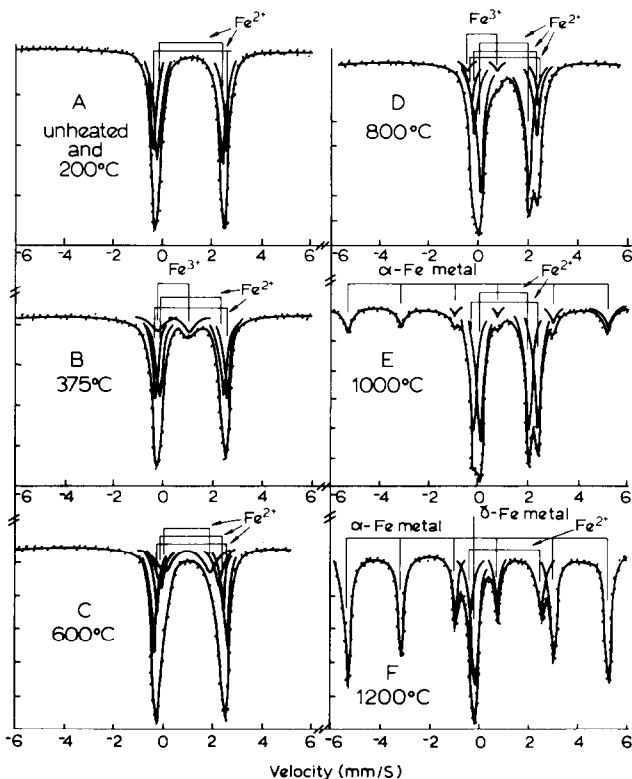 Fe²⁺
A
unheated
and
200°C
-6 -4 -2 0 2 4 6
Fe³⁺
Fe²⁺
B
375°C
-6 -4 -2 0 2 4 6
Fe²⁺
C
600°C
-6 -4 -2 0 2 4 6
Fe³⁺ Fe²⁺
D
800°C
-6 -4 -2 0 2 4 6
α-Fe metal
Fe²⁺
E
1000°C
-6 -4 -2 0 2 4 6
α-Fe metal
ɣ-Fe metal
Fe²⁺
F
1200°C
-6 -4 -2 0 2 4 6
Velocity (mm/S)